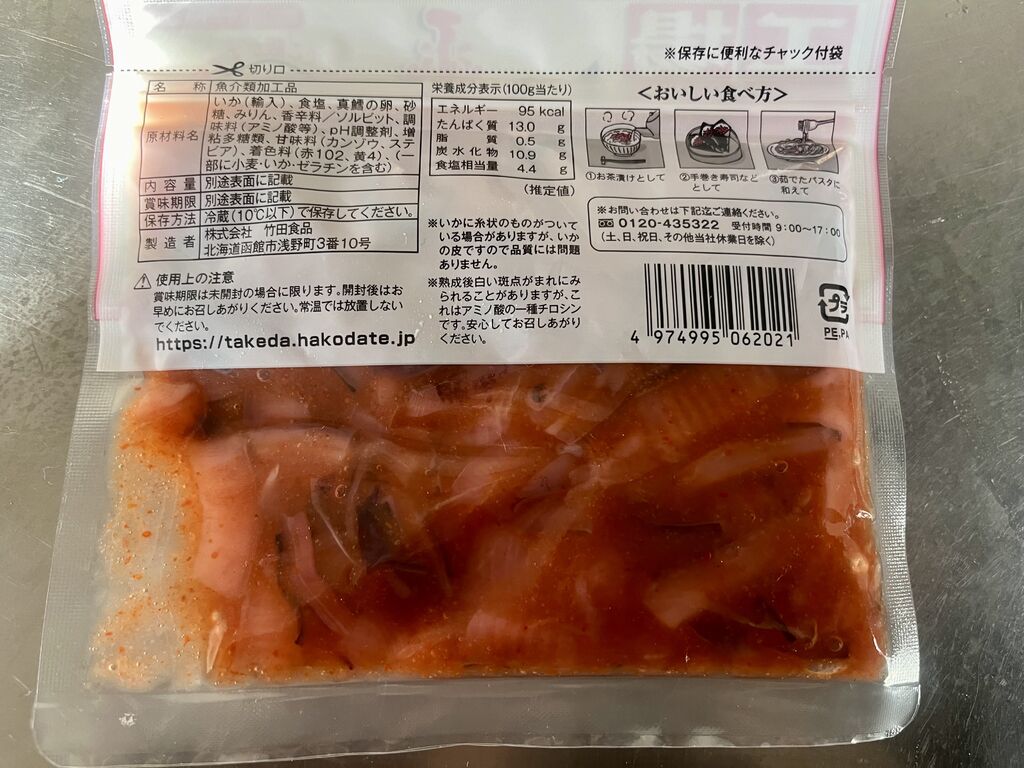 ※保存に便利なチャック付袋
切り口
名称 魚介類加工品
原材料名 いか(輸入)、食塩、真鱈の卵、砂
糖、みりん、香辛料/ソルビット、調
味料(アミノ酸等)、pH調整剤、増
粘多糖類、甘味料(カンゾウ、ステ
ビア)、着色料(赤102、黄4)、(一
部に小麦・いか・ゼラチンを含む)
内容量 別途表面に記載
賞味期限 別途表面に記載
保存方法 冷蔵(10℃以下)で保存してください。
製造者 株式会社 竹田食品
北海道函館市浅野町3番10号
使用上の注意
賞味期限は未開封の場合に限ります。開封後はお
早めにお召しあがりください。常温では放置しない
でください。
https://takeda.hakodate.jp
栄養成分表示(100g当たり)
エネルギー 95 kcal
たんぱく質 13.0 g
脂質 0.5 g
炭水化物 10.9 g
食塩相当量 4.4 g
(推定値)
※いかに糸状のものがついて
いる場合がありますが、いか
の皮ですので品質には問題
ありません。
※熟成後白い斑点がまれにみ
られることがありますが、こ
れはアミノ酸の一種チロシン
です。安心してお召しあがり
ください。
<おいしい食べ方>
①お茶漬けとして
②手巻き寿司など
として
③茹でたパスタに
和えて
※お問い合わせは下記迄ご連絡ください。
0120-435322 受付時間 9:00〜17:00
(土、日、祝日、その他当社休業日を除く)
4 974995 062021
プラ
PE,PA